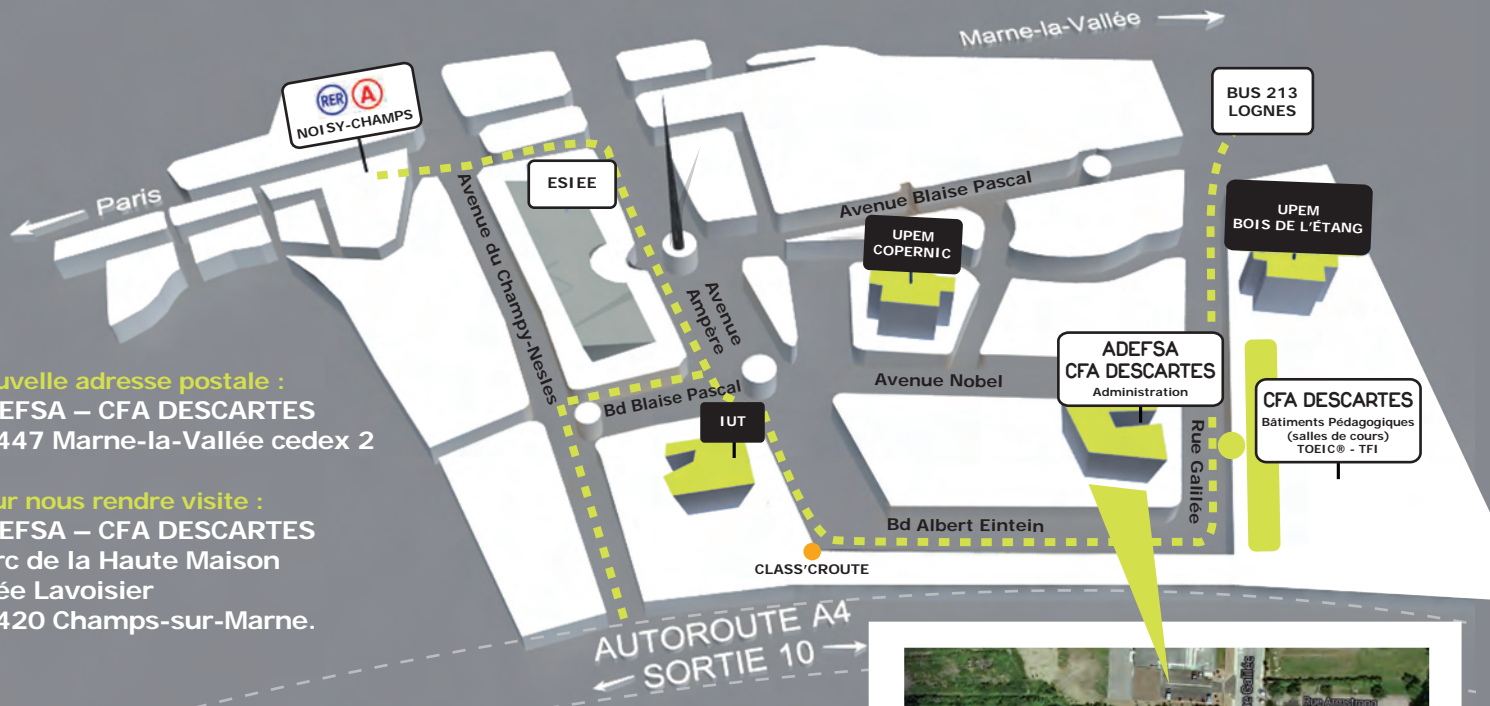 Marne-la-Vallée
RER A
NOISY-CHAMPS
BUS 213
LOGNES
ESIEE
Paris
Avenue Blaise Pascal
UPEM
BOIS DE L'ÉTANG
UPEM
COPERNIC
Avenue du Champy-Nesles
Avenue
Ampère
ADEFSA
CFA DESCARTES
Administration
Avenue Nobel
Bd Blaise Pascal
CFA DESCARTES
Bâtiments Pédagogiques
(salles de cours)
TOEIC® - TFI
IUT
Rue Galilée
uvelle adresse postale :
EFSA – CFA DESCARTES
447 Marne-la-Vallée cedex 2
ur nous rendre visite :
EFSA – CFA DESCARTES
rc de la Haute Maison
ée Lavoisier
420 Champs-sur-Marne.
Bd Albert Eintein
CLASS'CROUTE
AUTOROUTE A4
SORTIE 10
e Galilée
Rue Armstrong